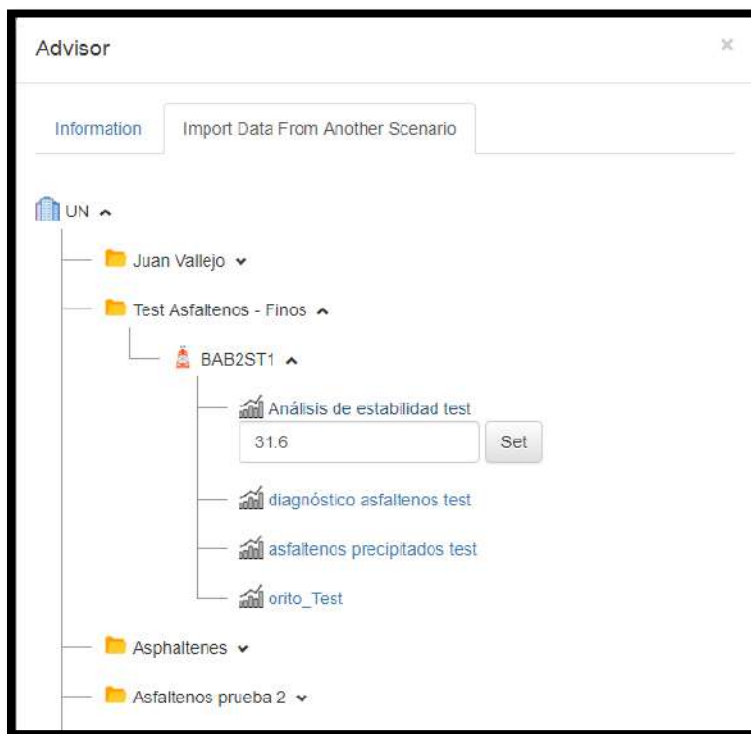 Advisor
×
Information
Import Data From Another Scenario
UN
Juan Vallejo
Test Asfaltenos - Finos
BAB2ST1
Análisis de estabilidad test
31.6
Set
diagnóstico asfaltenos test
asfaltenos precipitados test
orito_Test
Asphaltenes
Asfaltenos prueba 2